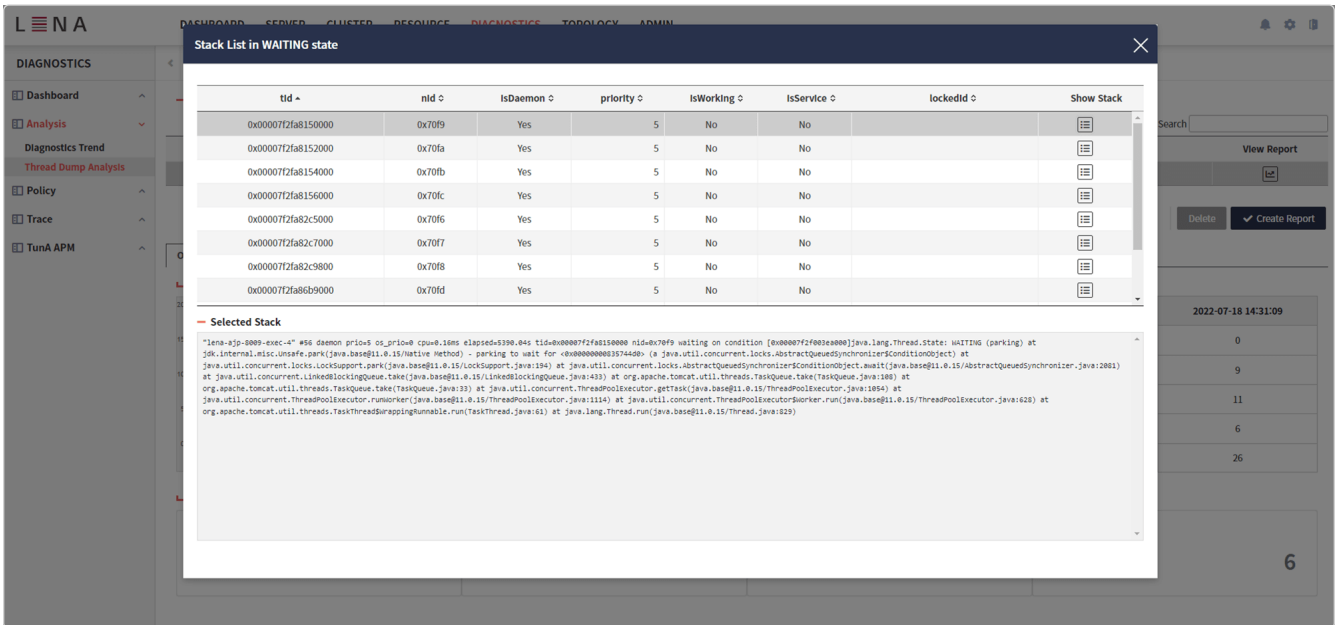 LENA
DASHBOARD SERVER CLUSTER RESOURCE DIAGNOSTICS TOPOLOGY ADMIN
DIAGNOSTICS
Dashboard
Analysis
Diagnostics Trend
Thread Dump Analysis
Policy
Trace
TunA APM
Stack List in WAITING state
tid nid isDaemon priority isWorking isService lockedId Show Stack
0x00007f2fa8150000 0x70f9 Yes 5 No No
0x00007f2fa8152000 0x70fa Yes 5 No No
0x00007f2fa8154000 0x70fb Yes 5 No No
0x00007f2fa8156000 0x70fc Yes 5 No No
0x00007f2fa82c5000 0x70f6 Yes 5 No No
0x00007f2fa82c7000 0x70f7 Yes 5 No No
0x00007f2fa82c9800 0x70f8 Yes 5 No No
0x00007f2fa86b9000 0x70fd Yes 5 No No
Selected Stack
"lena-ajp-8009-exec-4" #56 daemon prio=5 os_prio=0 cpu=0.16ms elapsed=5390.04s tid=0x00007f2fa8150000 nid=0x70f9 waiting on condition [0x00007f2f003ea000]java.lang.Thread.State: WAITING (parking) at
jdk.internal.misc.Unsafe.park(java.base@11.0.15/Native Method) - parking to wait for <0x00000000835744d0> (a java.util.concurrent.locks.AbstractQueuedSynchronizer$ConditionObject) at
java.util.concurrent.locks.LockSupport.park(java.base@11.0.15/LockSupport.java:194) at java.util.concurrent.locks.AbstractQueuedSynchronizer$ConditionObject.await(java.base@11.0.15/AbstractQueuedSynchronizer.java:2081)
at java.util.concurrent.LinkedBlockingQueue.take(java.base@11.0.15/LinkedBlockingQueue.java:433) at org.apache.tomcat.util.threads.TaskQueue.take(TaskQueue.java:108) at
org.apache.tomcat.util.threads.TaskQueue.take(TaskQueue.java:33) at java.util.concurrent.ThreadPoolExecutor.getTask(java.base@11.0.15/ThreadPoolExecutor.java:1054) at
java.util.concurrent.ThreadPoolExecutor.runWorker(java.base@11.0.15/ThreadPoolExecutor.java:1114) at java.util.concurrent.ThreadPoolExecutor$Worker.run(java.base@11.0.15/ThreadPoolExecutor.java:628) at
org.apache.tomcat.util.threads.TaskThread$WrappingRunnable.run(TaskThread.java:61) at java.lang.Thread.run(java.base@11.0.15/Thread.java:829)
Search
View Report
Delete Create Report
2022-07-18 14:31:09
0
9
11
6
26
6